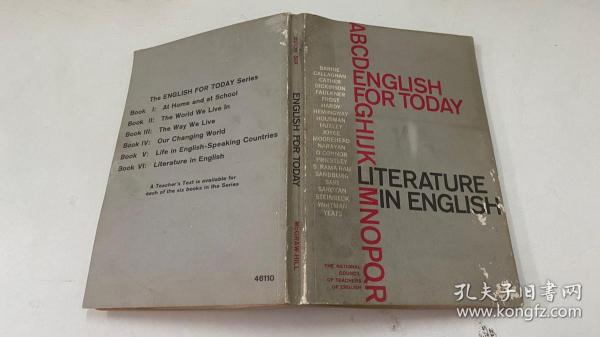 The ENGLISH FOR TODAY Series
Book I: At Home and at School
Book II: The World We Live In
Book III: The Way We Live
Book IV: Our Changing World
Book V: Life in English-Speaking Countries
Book VI: Literature in English
A Teacher's Text is available for
each of the six books in the Series
46110
ENGLISH FOR TODAY
McGRAW-HILL
ABCDEFGHIJK MNOPQR
ENGLISH
FOR TODAY
BARRIE
CALLAGHAN
CATHER
DICKINSON
FAULKNER
FROST
HARDY
HEMINGWAY
HOUSMAN
HUXLEY
JOYCE
MOOREHEAD
NARAYAN
O'CONNOR
PRIESTLEY
S. RAMA RAU
SANDBURG
SAROYAN
STEINBECK
WHITMAN
YEATS
LITERATURE
IN ENGLISH
THE NATIONAL
COUNCIL
OF TEACHERS
OF ENGLISH
孔夫子旧书网
www.kongfz.com